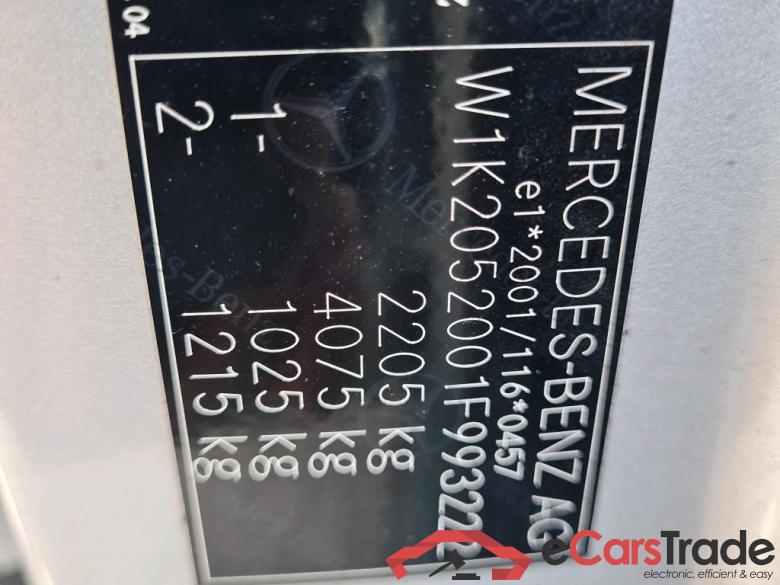 MERCEDES-BENZ AG
e1*2001/116*0457
W1K2052001F993222
2205 kg
4075 kg
1- 1025 kg
2- 1215 kg
04
eCarsTrade
electronic, efficient & easy